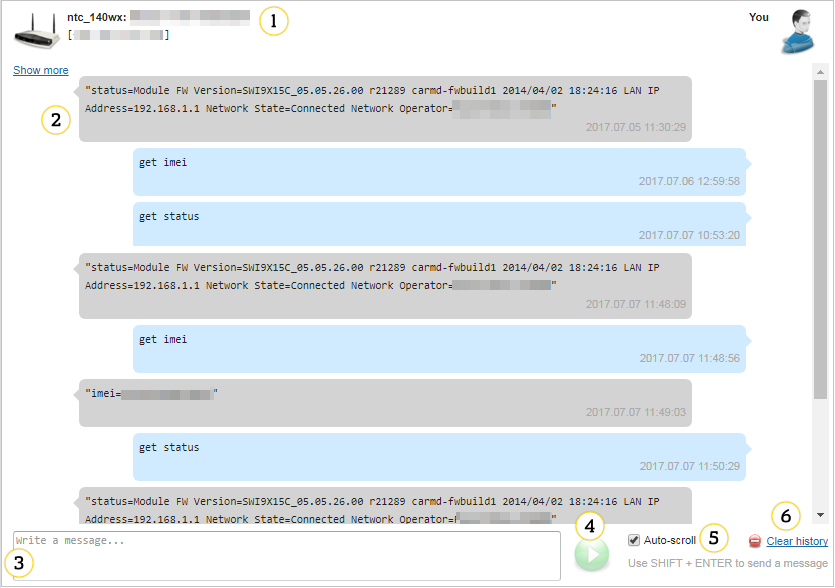 ntc_140wx:
①
You
[ ]
Show more
"status=Module FW Version=SWI9X15C_05.05.26.00 r21289 carmd-fwbuild1 2014/04/02 18:24:16 LAN IP
②
Address=192.168.1.1 Network State=Connected Network Operator= "
2017.07.05 11:30:29
get imei
2017.07.06 12:59:58
get status
2017.07.07 10:53:20
"status=Module FW Version=SWI9X15C_05.05.26.00 r21289 carmd-fwbuild1 2014/04/02 18:24:16 LAN IP
Address=192.168.1.1 Network State=Connected Network Operator= "
2017.07.07 11:48:09
get imei
2017.07.07 11:48:56
"imei= "
2017.07.07 11:49:03
get status
2017.07.07 11:50:29
"status=Module FW Version=SWI9X15C_05.05.26.00 r21289 carmd-fwbuild1 2014/04/02 18:24:16 LAN IP
Address=192.168.1.1 Network State=Connected Network Operator=
Write a message...
③
④
Auto-scroll
⑤
⑥
Clear history
Use SHIFT + ENTER to send a message